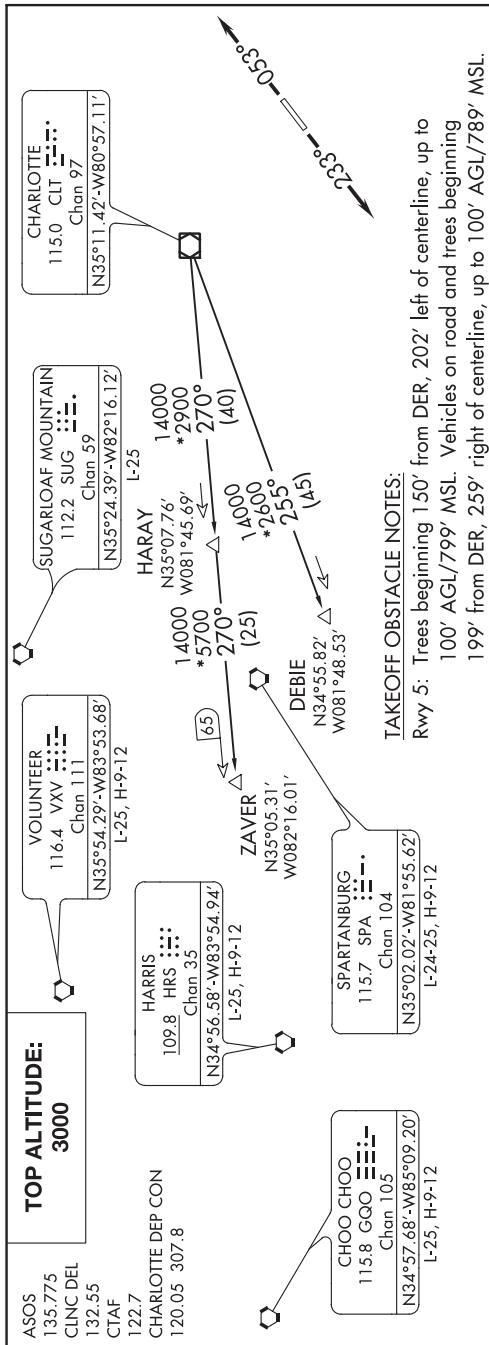 TOP ALTITUDE:
3000
ASOS
135.775
CLNC DEL
132.55
CTAF
122.7
CHARLOTTE DEP CON
120.05 307.8
VOLUNTEER
116.4 VXV
Chan 111
N35°54.29'-W83°53.68'
L-25, H-9-12
SUGARLOAF MOUNTAIN
112.2 SUG
Chan 59
N35°24.39'-W82°16.12'
L-25
CHARLOTTE
115.0 CLT
Chan 97
N35°11.42'-W80°57.11'
HARRIS
109.8 HRS
Chan 35
N34°56.58'-W83°54.94'
L-25, H-9-12
65
14000
*5700
270°
(25)
HARAY
N35°07.76'
W081°45.69'
14000
*2900
270°
(40)
ZAVER
N35°05.31'
W082°16.01'
14000
*2600
255°
(45)
DEBIE
N34°55.82'
W081°48.53'
233°
053°
CHOO CHOO
115.8 GQO
Chan 105
N34°57.68'-W85°09.20'
L-25, H-9-12
SPARTANBURG
115.7 SPA
Chan 104
N35°02.02'-W81°55.62'
L-24-25, H-9-12
TAKEOFF OBSTACLE NOTES:
Rwy 5: Trees beginning 150' from DER, 202' left of centerline, up to
100' AGL/799' MSL. Vehicles on road and trees beginning
199' from DER, 259' right of centerline, up to 100' AGL/789' MSL.